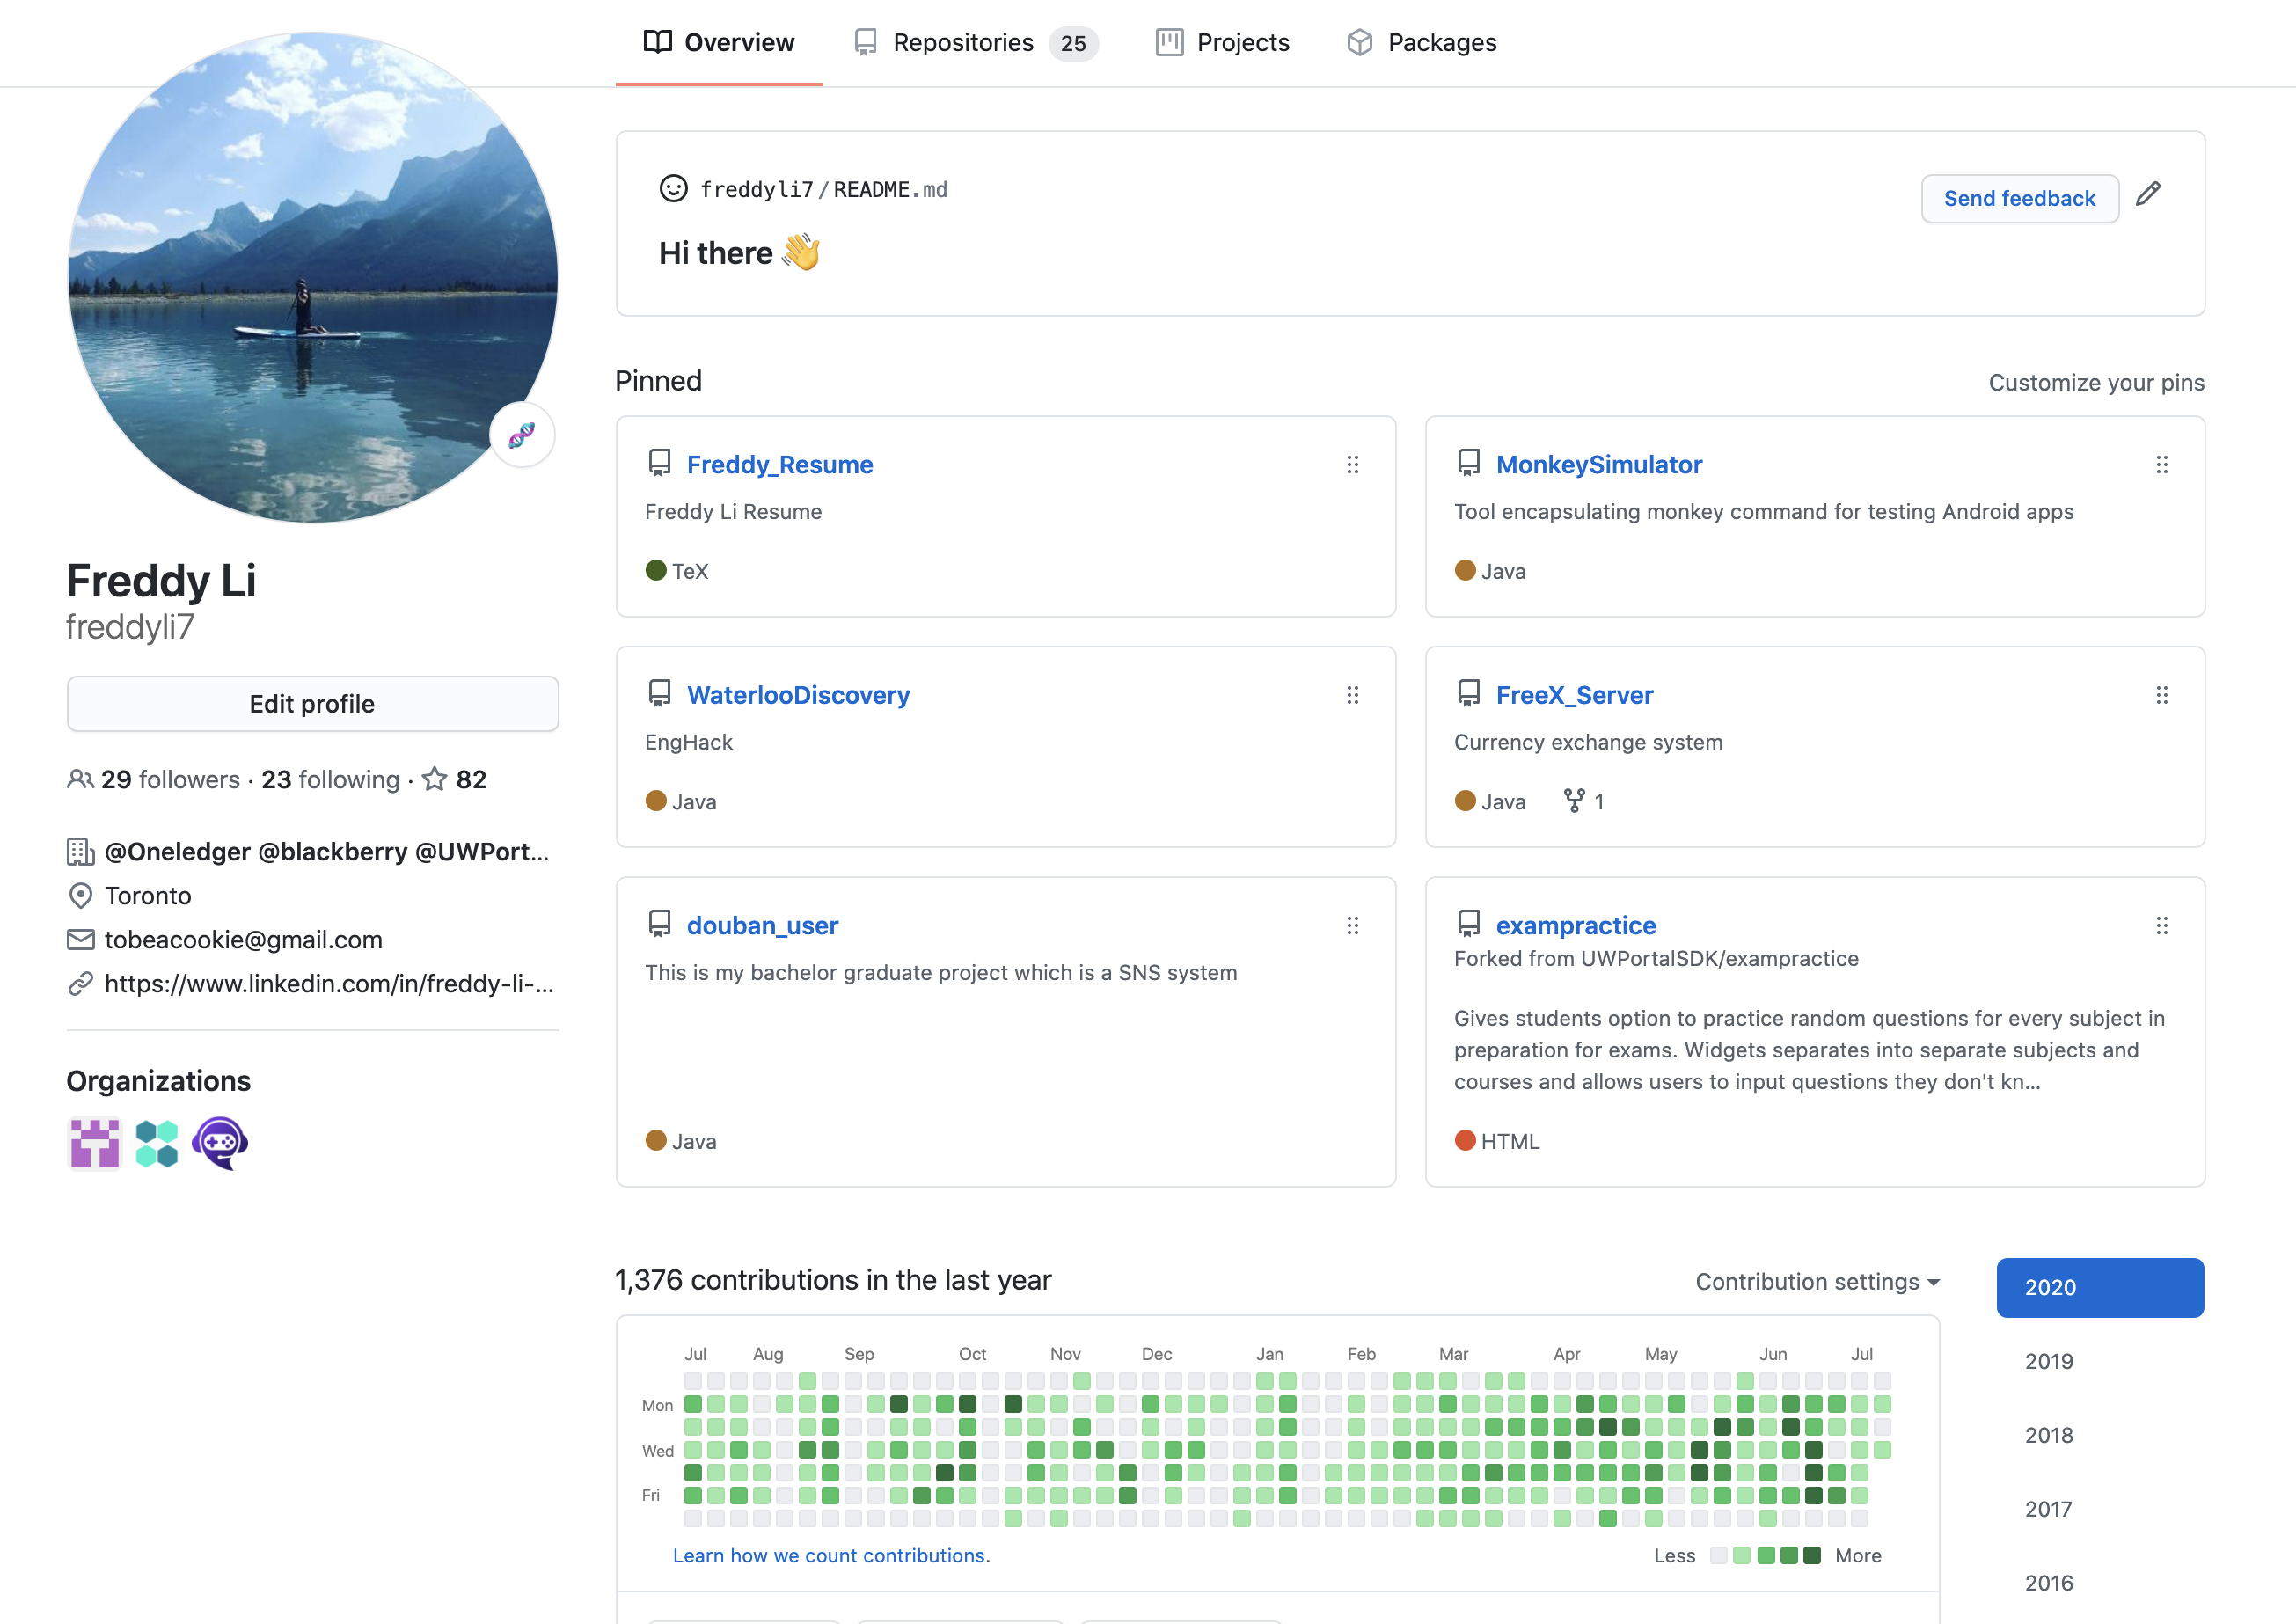 Overview
Repositories 25
Projects
Packages
freddyli7/README.md
Send feedback
Hi there 👋
Freddy Li
freddyli7
Edit profile
29 followers · 23 following · 82
@Oneledger @blackberry @UWPort...
Toronto
tobeacookie@gmail.com
https://www.linkedin.com/in/freddy-li-...
Organizations
Pinned
Customize your pins
Freddy_Resume
Freddy Li Resume
TeX
MonkeySimulator
Tool encapsulating monkey command for testing Android apps
Java
WaterlooDiscovery
EngHack
Java
FreeX_Server
Currency exchange system
Java 1
douban_user
This is my bachelor graduate project which is a SNS system
Java
exampractice
Forked from UWPortalSDK/exampractice
Gives students option to practice random questions for every subject in
preparation for exams. Widgets separates into separate subjects and
courses and allows users to input questions they don't kn...
HTML
1,376 contributions in the last year
Contribution settings
Jul Aug Sep Oct Nov Dec Jan Feb Mar Apr May Jun Jul
Mon
Wed
Fri
Learn how we count contributions.
Less More
2020
2019
2018
2017
2016